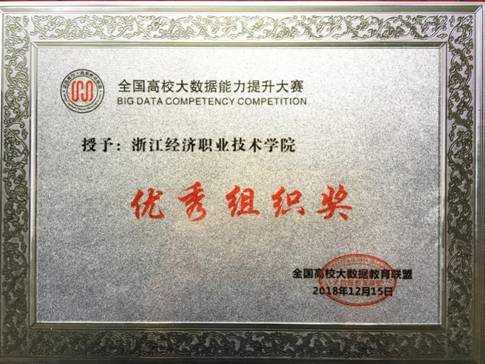 全国高校大数据能力提升大赛
BIG DATA COMPETENCY COMPETITION
授予：浙江经济职业技术学院
优秀组织奖
全国高校大数据教育联盟
2018年12月15日